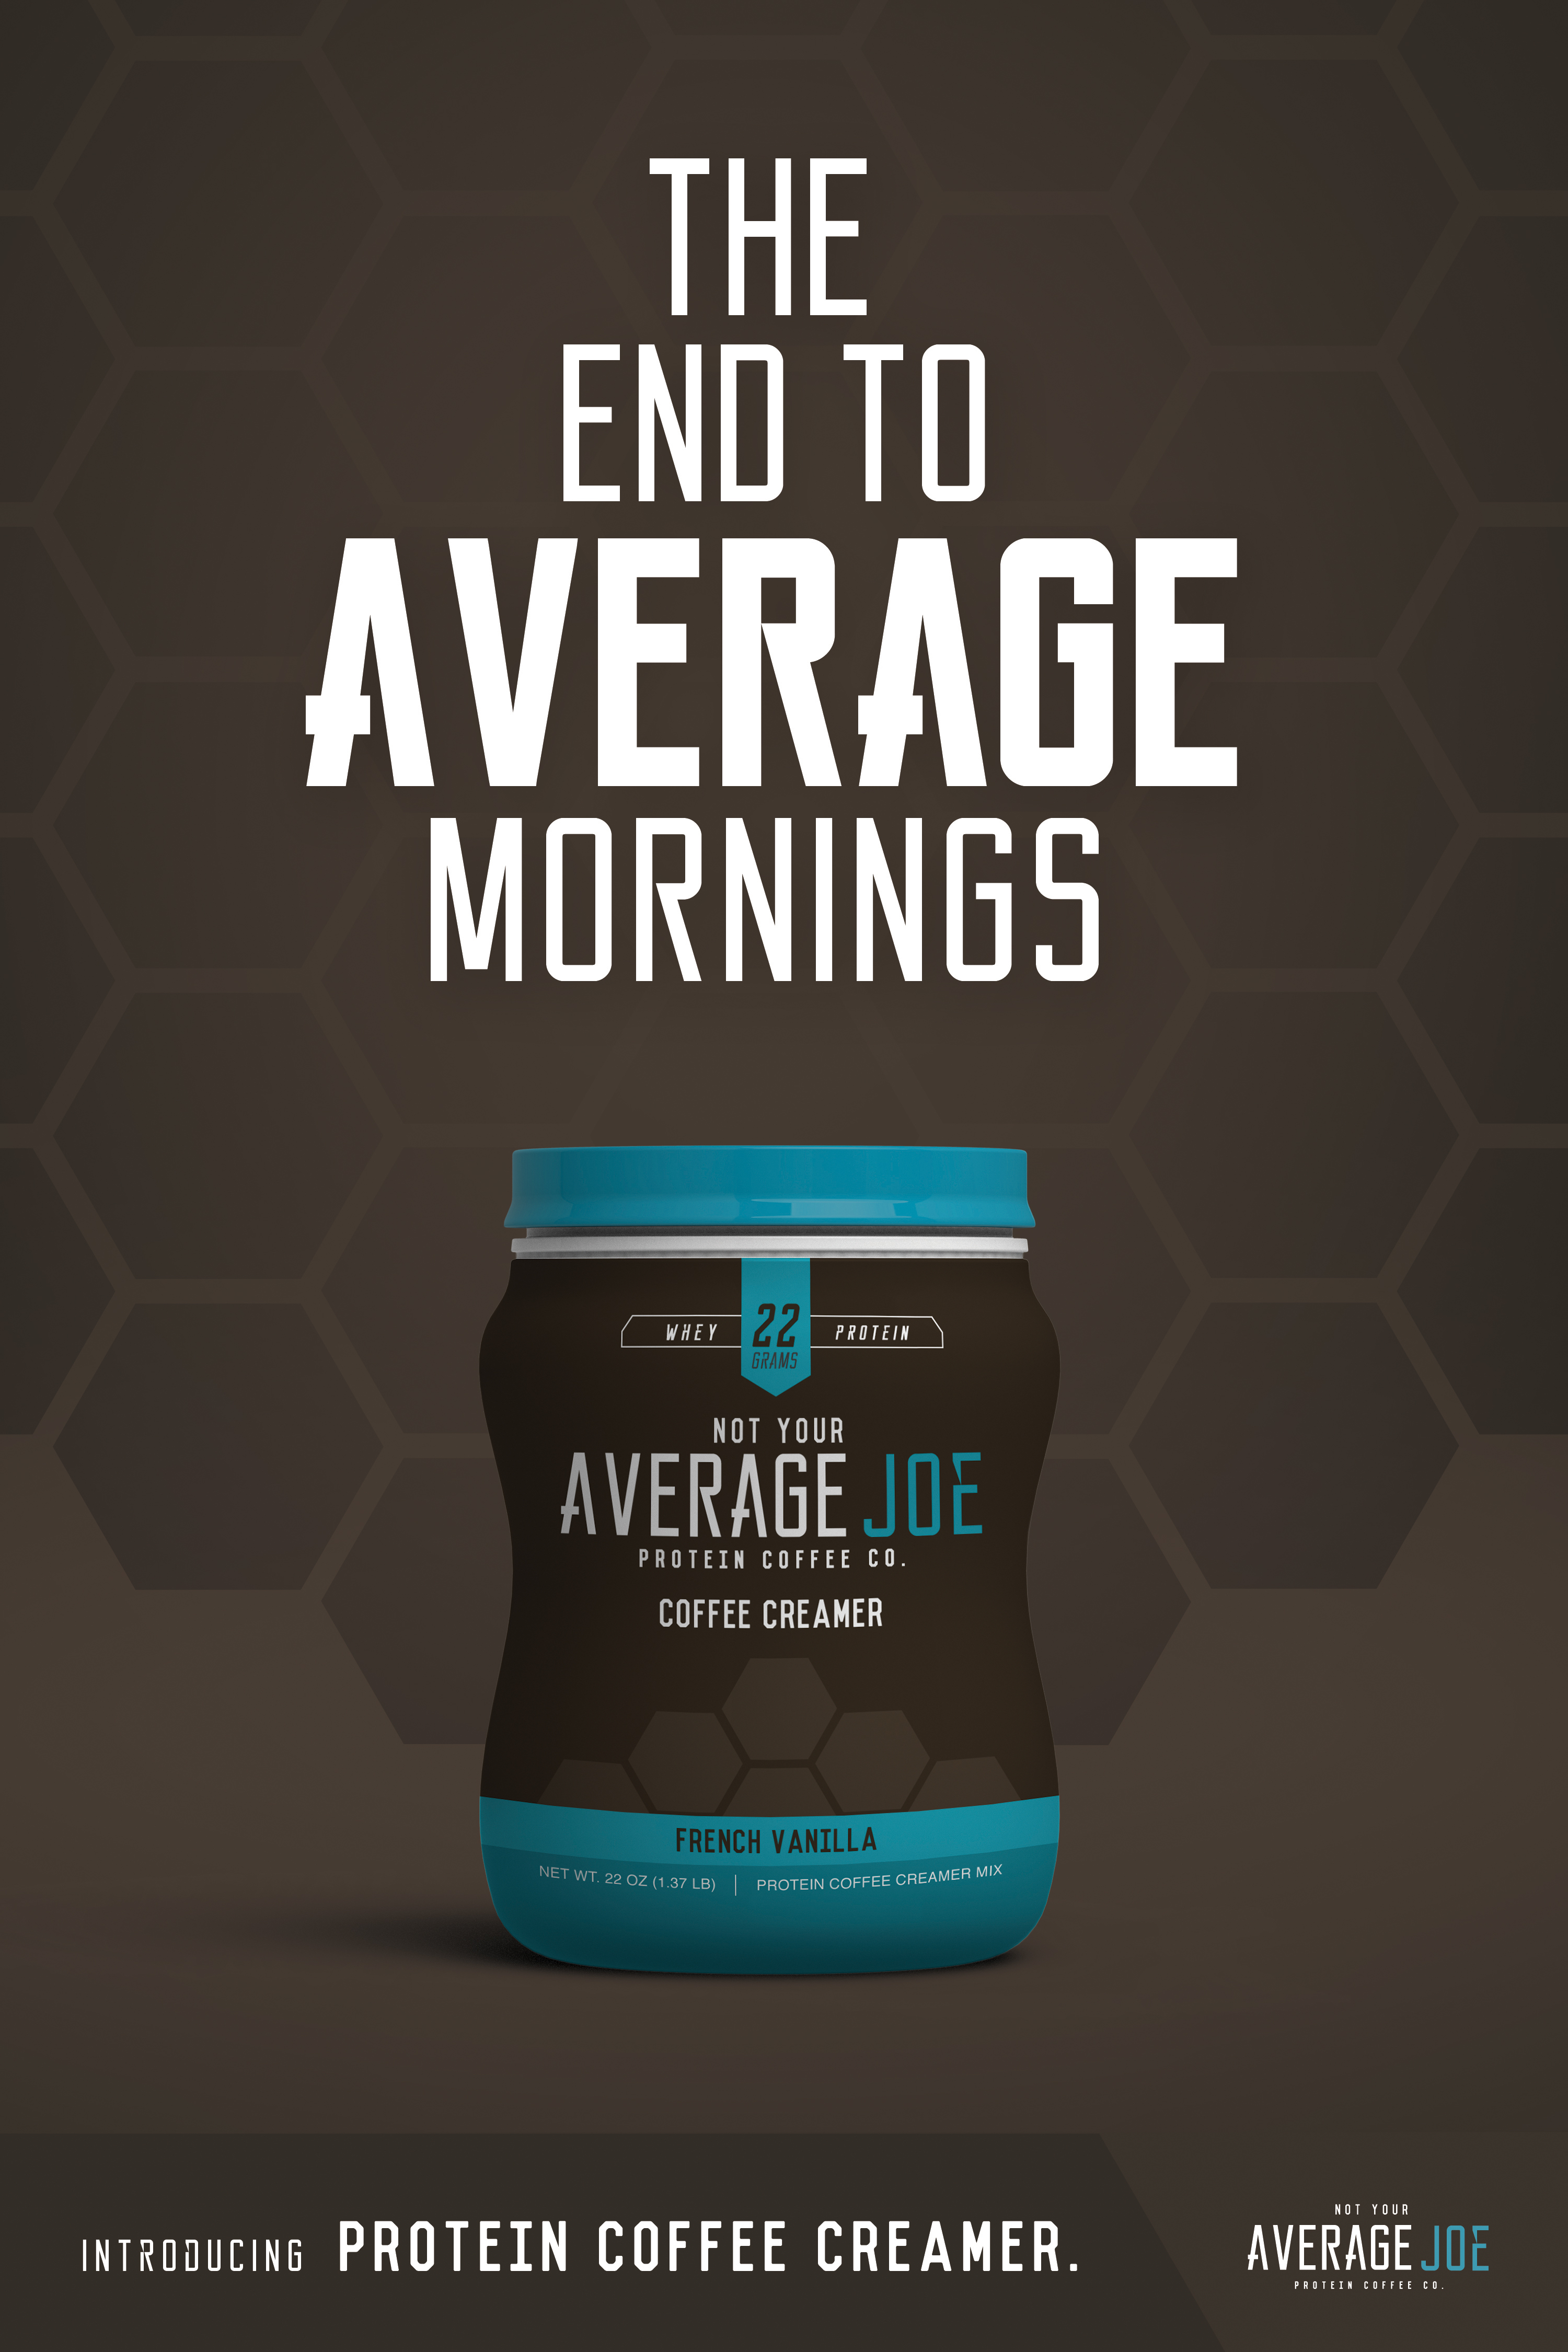 THE
END TO
AVERAGE
MORNINGS
WHEY 22 PROTEIN
GRAMS
NOT YOUR
AVERAGE JOE
PROTEIN COFFEE CO.
COFFEE CREAMER
FRENCH VANILLA
NET WT. 22 OZ (1.37 LB) | PROTEIN COFFEE CREAMER MIX
INTRODUCING PROTEIN COFFEE CREAMER.
NOT YOUR
AVERAGE JOE
PROTEIN COFFEE CO.